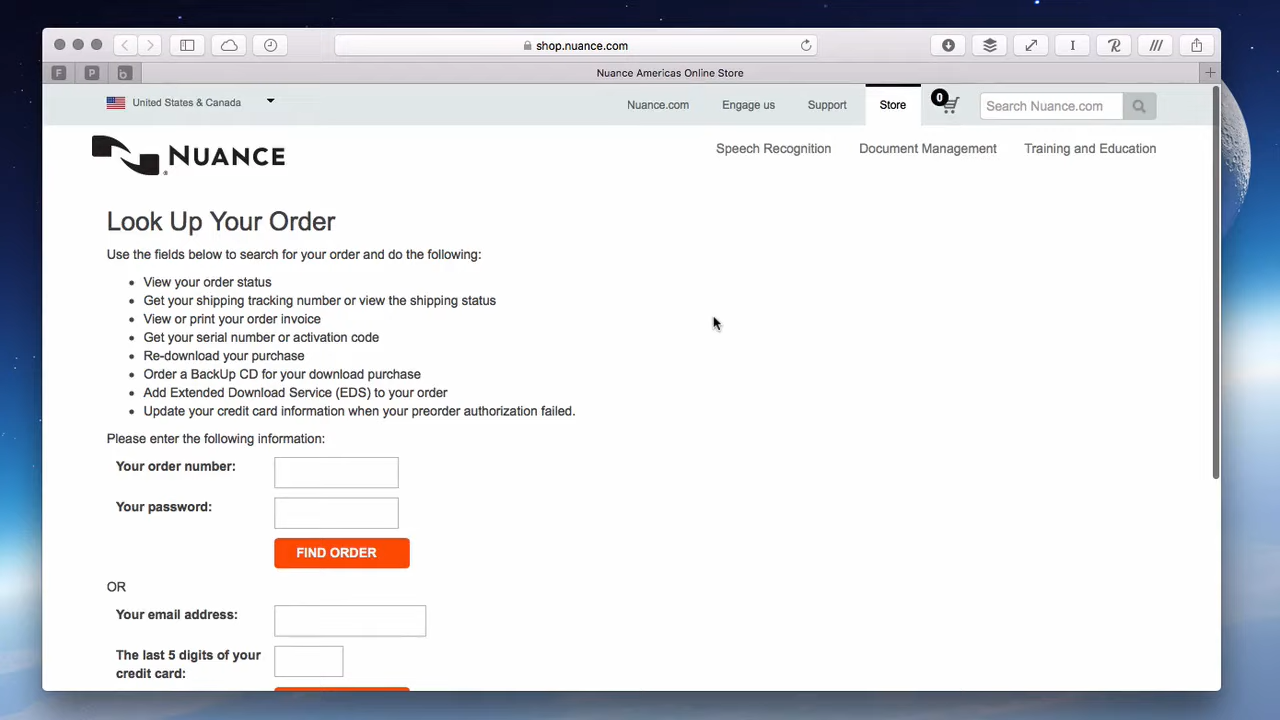 shop.nuance.com
F P b
Nuance Americas Online Store
United States & Canada
Nuance.com Engage us Support Store 0 Search Nuance.com
NUANCE
Speech Recognition Document Management Training and Education
Look Up Your Order
Use the fields below to search for your order and do the following:
• View your order status
• Get your shipping tracking number or view the shipping status
• View or print your order invoice
• Get your serial number or activation code
• Re-download your purchase
• Order a BackUp CD for your download purchase
• Add Extended Download Service (EDS) to your order
• Update your credit card information when your preorder authorization failed.
Please enter the following information:
Your order number:
Your password:
FIND ORDER
OR
Your email address:
The last 5 digits of your
credit card: